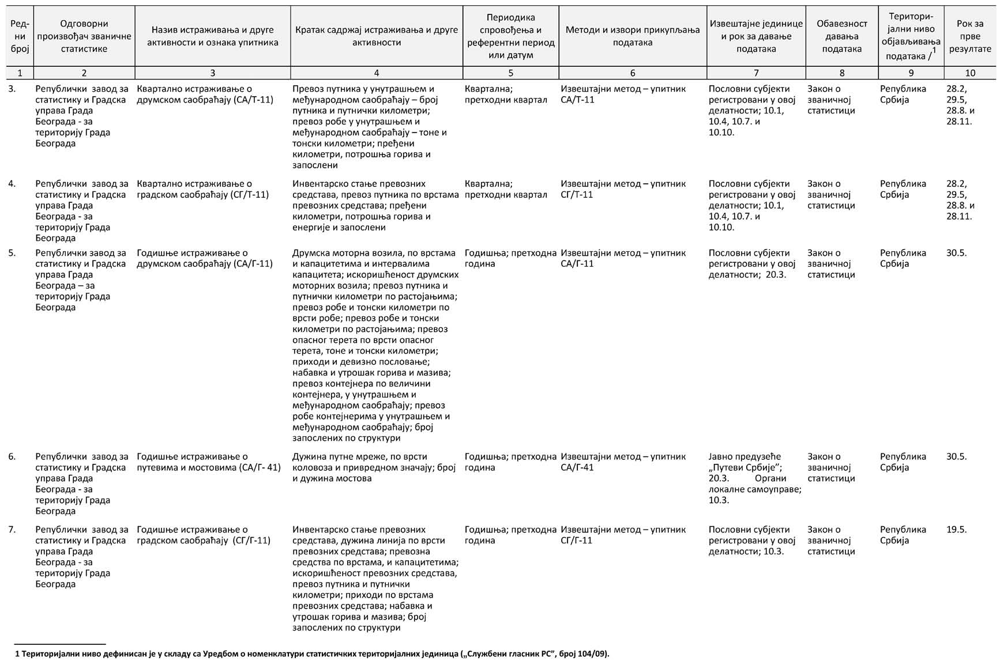 Ред-
ни
број
Одговорни
произвођач званичне
статистике
Назив истраживања и друге
активности и ознака упитника
Кратак садржај истраживања и друге
активности
Периодика
спровођења и
референтни период
или датум
Методи и извори прикупљања
података
Извештајне јединице
и рок за давање
података
Обавезност
давања
података
Територи-
јални ниво
објављивања
података /1
Рок за
прве
резултате
1 2 3 4 5 6 7 8 9 10
3.
Републички завод за
статистику и Градска
управа Града
Београда - за
територију Града
Београда
Квартално истраживање о
друмском саобраћају (СА/Т-11)
Превоз путника у унутрашњем и
међународном саобраћају – број
путника и путнички километри;
превоз робе у унутрашњем и
међународном саобраћају – тоне и
тонски километри; пређени
километри, потрошња горива и
запослени
Квартална;
претходни квартал
Извештајни метод – упитник
СА/Т-11
Пословни субјекти
регистровани у овој
делатности; 10.1,
10.4, 10.7. и
10.10.
Закон о
званичној
статистици
Република
Србија
28.2,
29.5,
28.8. и
28.11.
4.
Републички завод за
статистику и Градска
управа Града
Београда - за
територију Града
Београда
Квартално истраживање о
градском саобраћају (СГ/Т-11)
Инвентарско стање превозних
средстава, превоз путника по врстама
превозних средстава; пређени
километри, потрошња горива и
енергије и запослени
Квартална;
претходни квартал
Извештајни метод – упитник
СГ/Т-11
Пословни субјекти
регистровани у овој
делатности; 10.1,
10.4, 10.7. и
10.10.
Закон о
званичној
статистици
Република
Србија
28.2,
29.5,
28.8. и
28.11.
5.
Републички завод за
статистику и Градска
управа Града
Београда – за
територију Града
Београда
Годишње истраживање о
друмском саобраћају (СА/Г-11)
Друмска моторна возила, по врстама
и капацитетима и интервалима
капацитета; искоришћеност друмских
моторних возила; превоз путника и
путнички километри по растојањима;
превоз робе и тонски километри по
врсти робе; превоз робе и тонски
километри по растојањима; превоз
опасног терета по врсти опасног
терета, тоне и тонски километри;
приходи и девизно пословање;
набавка и утрошак горива и мазива;
превоз контејнера по величини
контејнера, у унутрашњем и
међународном саобраћају; превоз
робе контејнерима у унутрашњем и
међународном саобраћају; број
запослених по структури
Годишња; претходна
година
Извештајни метод – упитник
СА/Г-11
Пословни субјекти
регистровани у овој
делатности; 20.3.
Закон о
званичној
статистици
Република
Србија
30.5.
6.
Републички завод за
статистику и Градска
управа Града
Београда - за
територију Града
Београда
Годишње истраживање о
путевима и мостовима (СА/Г- 41)
Дужина путне мреже, по врсти
коловоза и привредном значају; број
и дужина мостова
Годишња; претходна
година
Извештајни метод – упитник
СА/Г-41
Јавно предузеће
„Путеви Србије”;
20.3. Органи
локалне самоуправе;
10.3.
Закон о
званичној
статистици
Република
Србија
30.5.
7.
Републички завод за
статистику и Градска
управа Града
Београда - за
територију Града
Београда
Годишње истраживање о
градском саобраћају (СГ/Г-11)
Инвентарско стање превозних
средстава, дужина линија по врсти
превозних средстава; превозна
средства по врстама, и капацитетима;
искоришћеност превозних средстава,
превоз путника и путнички
километри; приходи по врстама
превозних средстава; набавка и
утрошак горива и мазива; број
запослених по структури
Годишња; претходна
година
Извештајни метод – упитник
СГ/Г-11
Пословни субјекти
регистровани у овој
делатности; 10.3.
Закон о
званичној
статистици
Република
Србија
19.5.
1 Територијални ниво дефинисан је у складу са Уредбом о номенклатури статистичких територијалних јединица („Службени гласник РС”, број 104/09).